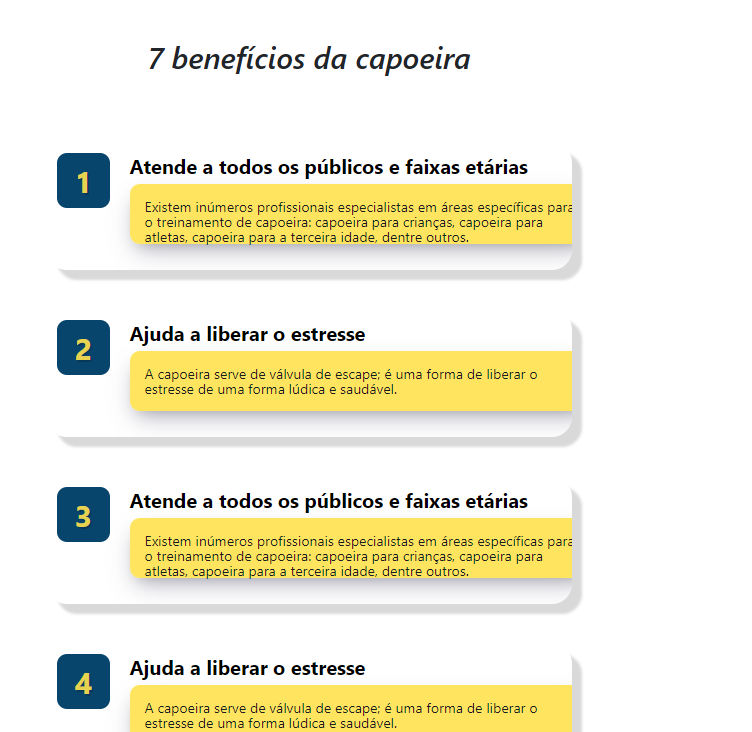 7 benefícios da capoeira
1
Atende a todos os públicos e faixas etárias
Existem inúmeros profissionais especialistas em áreas específicas para
o treinamento de capoeira: capoeira para crianças, capoeira para
atletas, capoeira para a terceira idade, dentre outros.
2
Ajuda a liberar o estresse
A capoeira serve de válvula de escape; é uma forma de liberar o
estresse de uma forma lúdica e saudável.
3
Atende a todos os públicos e faixas etárias
Existem inúmeros profissionais especialistas em áreas específicas para
o treinamento de capoeira: capoeira para crianças, capoeira para
atletas, capoeira para a terceira idade, dentre outros.
4
Ajuda a liberar o estresse
A capoeira serve de válvula de escape; é uma forma de liberar o
estresse de uma forma lúdica e saudável.